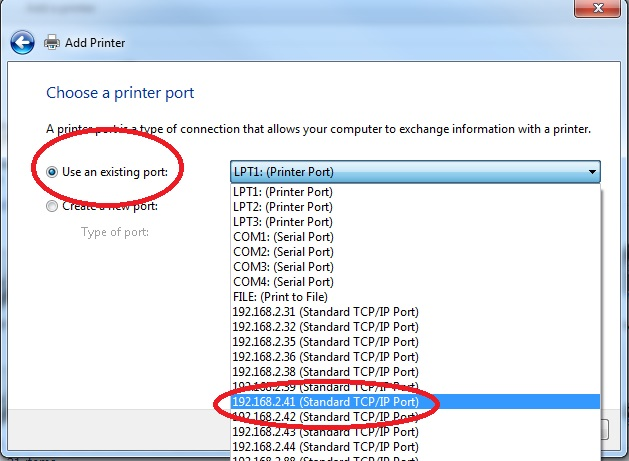 Add Printer
Choose a printer port
A printer port is a type of connection that allows your computer to exchange information with a printer.
Use an existing port:
LPT1: (Printer Port)
LPT1: (Printer Port)
LPT2: (Printer Port)
LPT3: (Printer Port)
COM1: (Serial Port)
COM2: (Serial Port)
COM3: (Serial Port)
COM4: (Serial Port)
FILE: (Print to File)
192.168.2.31 (Standard TCP/IP Port)
192.168.2.32 (Standard TCP/IP Port)
192.168.2.35 (Standard TCP/IP Port)
192.168.2.36 (Standard TCP/IP Port)
192.168.2.38 (Standard TCP/IP Port)
192.168.2.39 (Standard TCP/IP Port)
192.168.2.41 (Standard TCP/IP Port)
192.168.2.42 (Standard TCP/IP Port)
192.168.2.43 (Standard TCP/IP Port)
192.168.2.44 (Standard TCP/IP Port)
192.168.2.88 (Standard TCP/IP Port)
Create a new port:
Type of port: